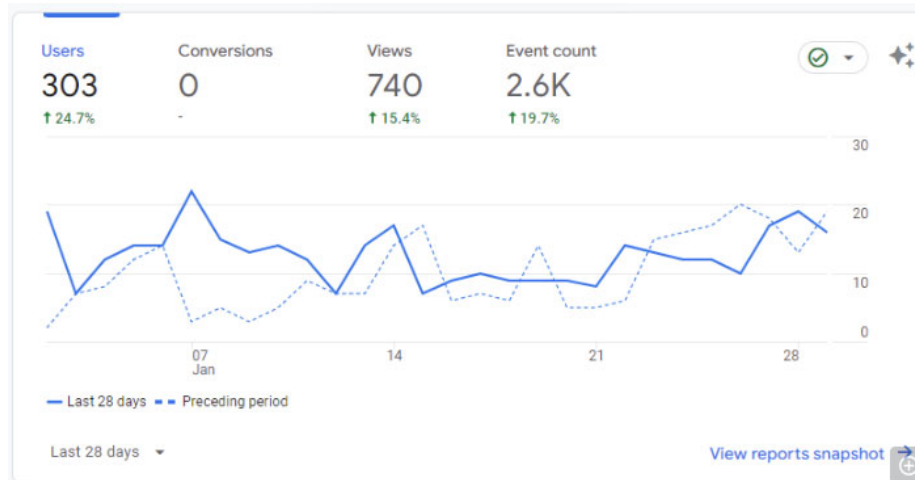 Users Conversions Views Event count
303 0 740 2.6K
↑ 24.7% - ↑ 15.4% ↑ 19.7%
30
20
10
0
07 14 21 28
Jan
Last 28 days Preceding period
Last 28 days View reports snapshot →